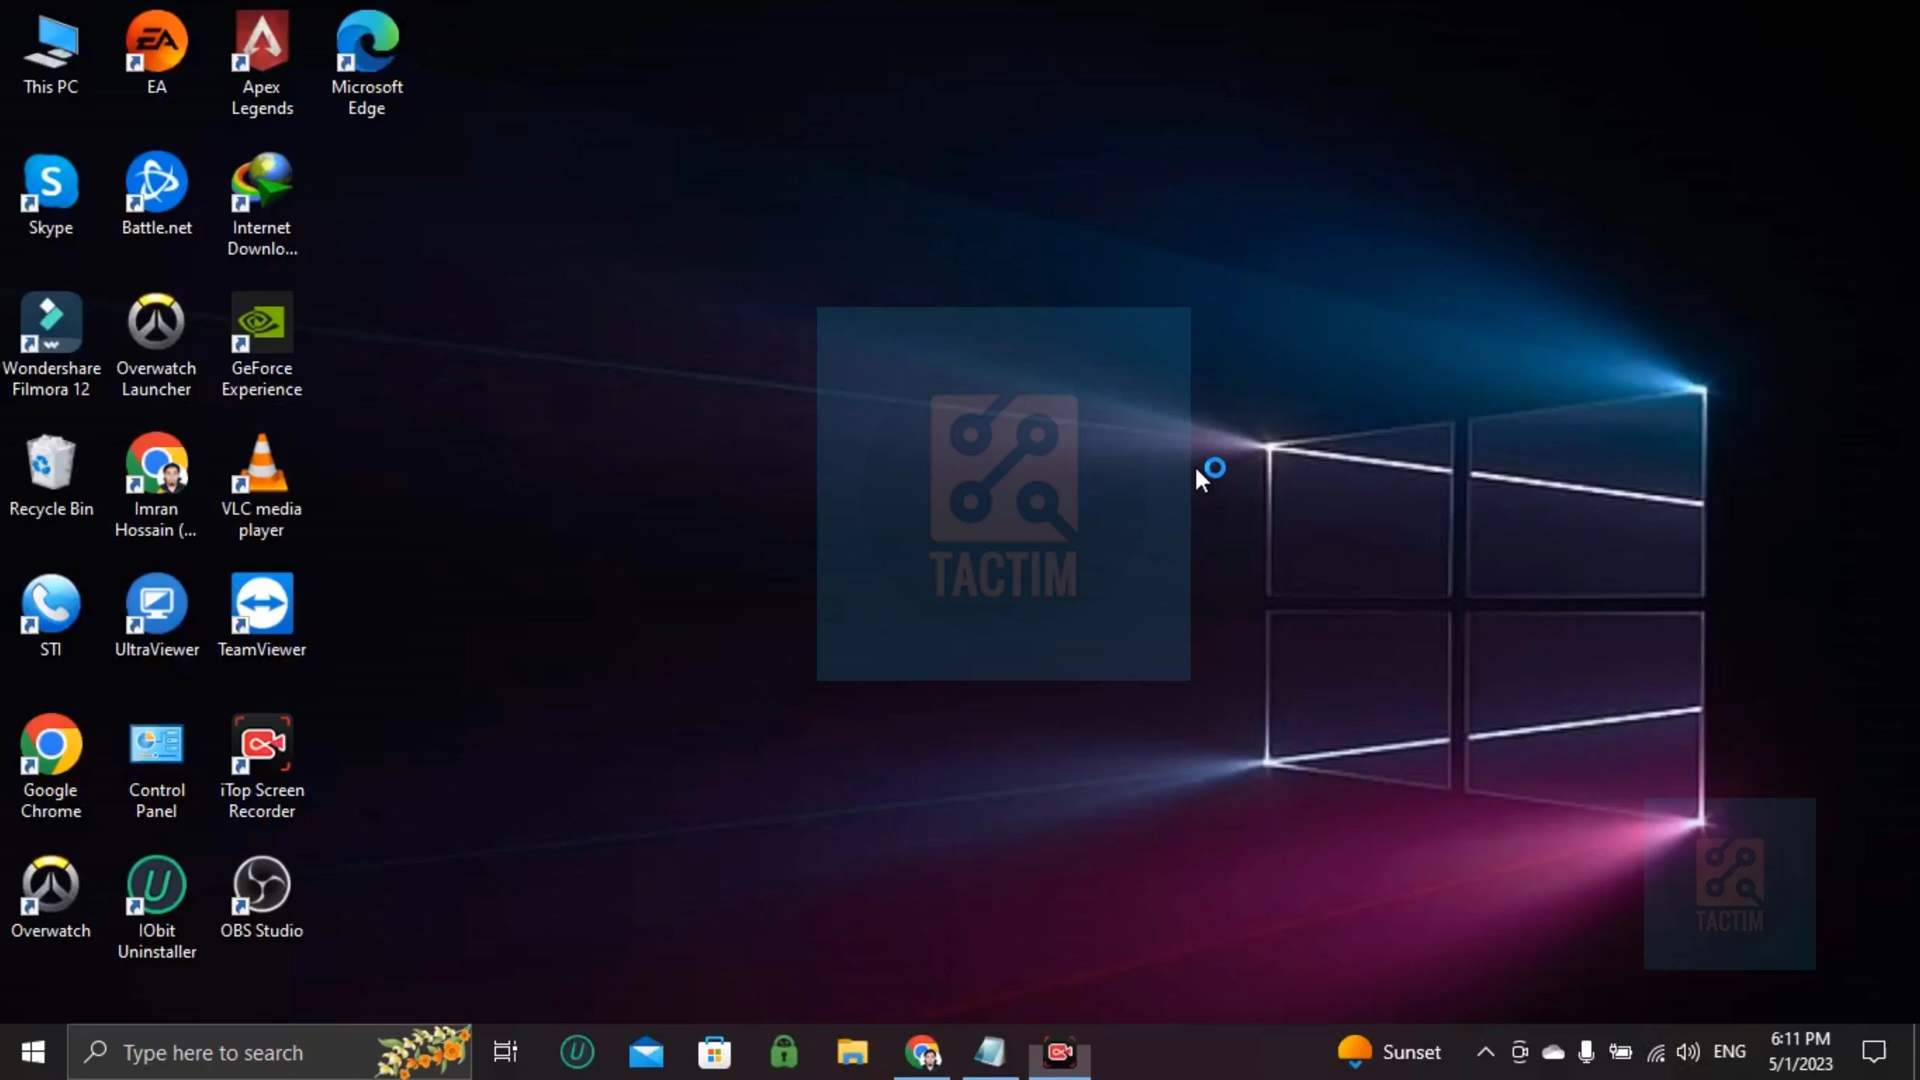 This PC
EA
Apex
Legends
Microsoft
Edge
Skype
Battle.net
Internet
Downlo...
Wondershare
Filmora 12
Overwatch
Launcher
GeForce
Experience
Recycle Bin
Imran
Hossain (...
VLC media
player
STI
UltraViewer
TeamViewer
Google
Chrome
Control
Panel
iTop Screen
Recorder
Overwatch
IObit
Uninstaller
OBS Studio
TACTIM
TACTIM
Type here to search
Sunset
ENG
6:11 PM
5/1/2023